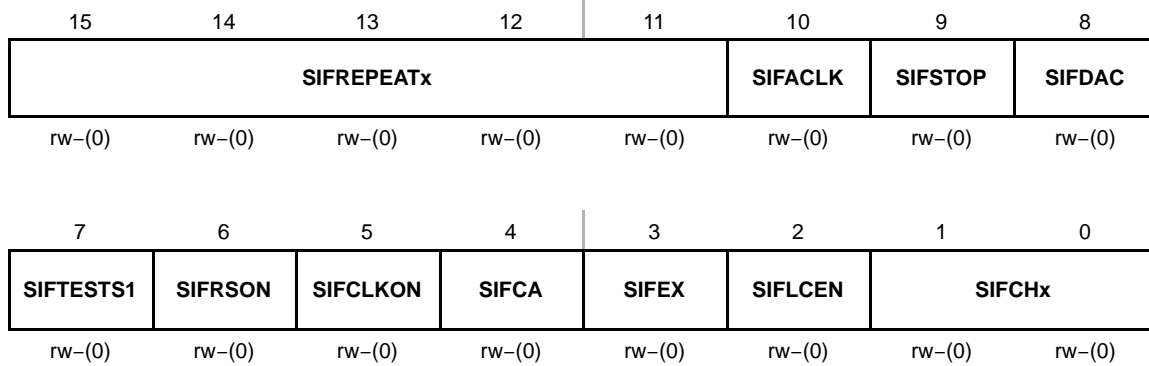 15 14 13 12 11 10 9 8
SIFREPEATx SIFACLK SIFSTOP SIFDAC
rw−(0) rw−(0) rw−(0) rw−(0) rw−(0) rw−(0) rw−(0) rw−(0)
7 6 5 4 3 2 1 0
SIFTESTS1 SIFRSON SIFCLKON SIFCA SIFEX SIFLCEN SIFCHx
rw−(0) rw−(0) rw−(0) rw−(0) rw−(0) rw−(0) rw−(0) rw−(0)